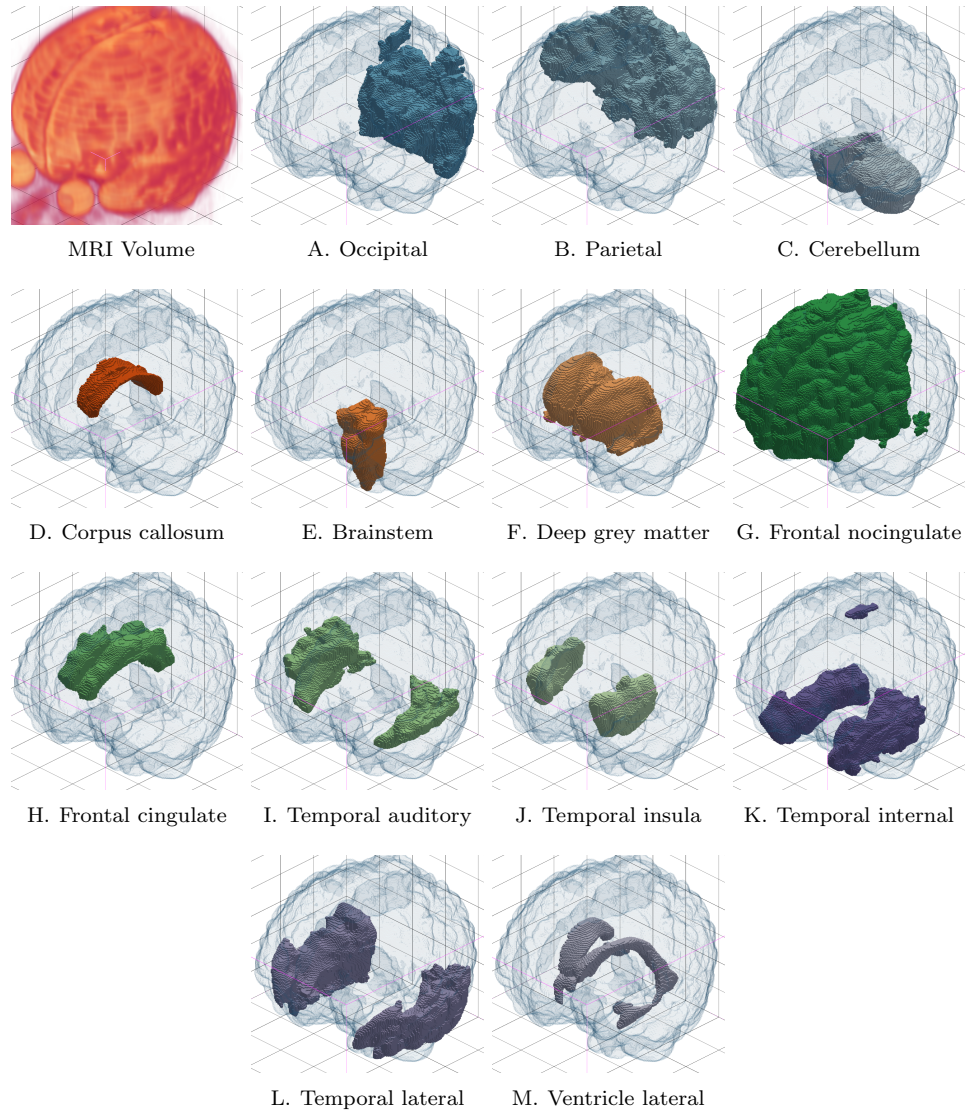 MRI Volume
A. Occipital
B. Parietal
C. Cerebellum
D. Corpus callosum
E. Brainstem
F. Deep grey matter
G. Frontal nocingulate
H. Frontal cingulate
I. Temporal auditory
J. Temporal insula
K. Temporal internal
L. Temporal lateral
M. Ventricle lateral